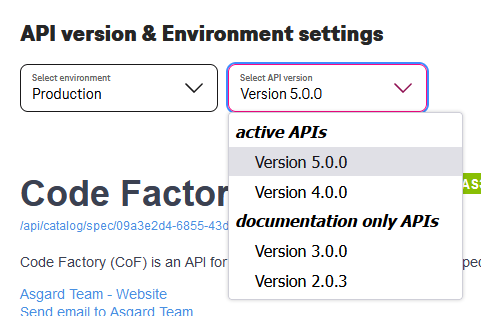 API version & Environment settings
Select environment
Production
Select API version
Version 5.0.0
active APIs
Version 5.0.0
Version 4.0.0
documentation only APIs
Version 3.0.0
Version 2.0.3
Code Factor
/api/catalog/spec/09a3e2d4-6855-43d
Code Factory (CoF) is an API for
Asgard Team - Website
Send email to Asgard Team